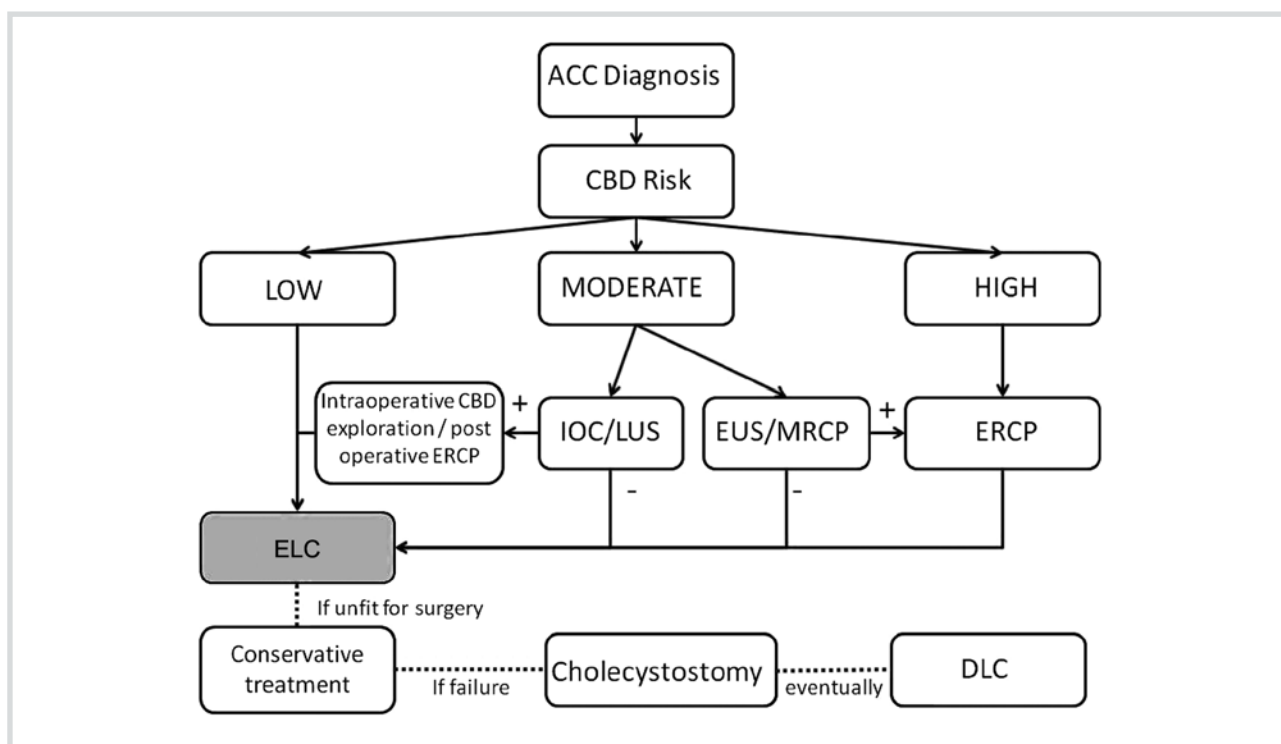 ACC Diagnosis
CBD Risk
LOW
MODERATE
HIGH
Intraoperative CBD
exploration / post
operative ERCP
+
IOC/LUS
EUS/MRCP
+
ERCP
-
-
ELC
If unfit for surgery
Conservative
treatment
If failure
Cholecystostomy
eventually
DLC